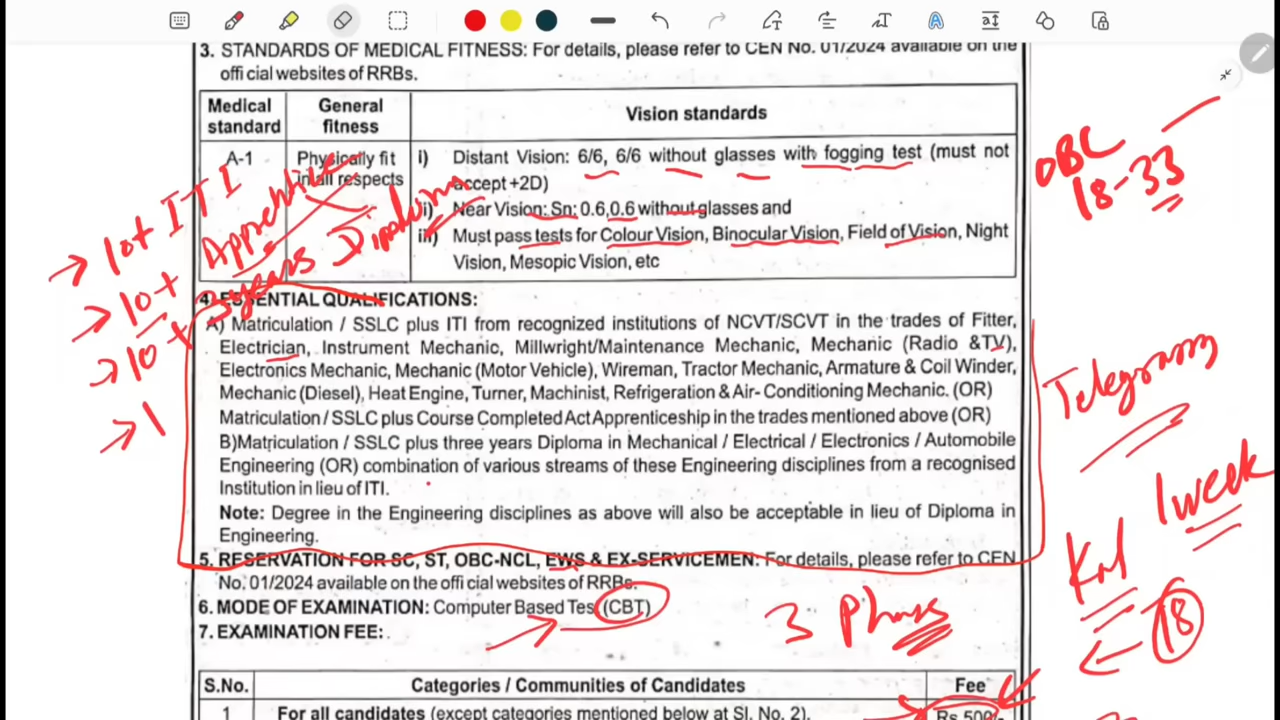 3. STANDARDS OF MEDICAL FITNESS: For details, please refer to CEN No. 01/2024 available on the
official websites of RRBs.
Medical standard
General fitness
Vision standards
A-1
Physically fit in all respects
i) Distant Vision: 6/6, 6/6 without glasses with fogging test (must not
accept +2D)
ii) Near Vision: Sn: 0.6,0.6 without glasses and
iii) Must pass tests for Colour Vision, Binocular Vision, Field of Vision, Night
Vision, Mesopic Vision, etc
OBC
18-33
→ 10+ ITI
→ 10+ Apprentice
→ 10+ 3 years Diploma
→ 1
4) ESSENTIAL QUALIFICATIONS:
A) Matriculation / SSLC plus ITI from recognized institutions of NCVT/SCVT in the trades of Fitter,
Electrician, Instrument Mechanic, Millwright/Maintenance Mechanic, Mechanic (Radio &TV),
Electronics Mechanic, Mechanic (Motor Vehicle), Wireman, Tractor Mechanic, Armature & Coil Winder,
Mechanic (Diesel), Heat Engine, Turner, Machinist, Refrigeration & Air- Conditioning Mechanic. (OR)
Matriculation / SSLC plus Course Completed Act Apprenticeship in the trades mentioned above (OR)
B)Matriculation / SSLC plus three years Diploma in Mechanical / Electrical / Electronics / Automobile
Engineering (OR) combination of various streams of these Engineering disciplines from a recognised
Institution in lieu of ITI.
Note: Degree in the Engineering disciplines as above will also be acceptable in lieu of Diploma in
Engineering.
Telegram
1 week
Kal
18
5. RESERVATION FOR SC, ST, OBC-NCL, EWS & EX-SERVICEMEN: For details, please refer to CEN
No. 01/2024 available on the official websites of RRBs.
6. MODE OF EXAMINATION: Computer Based Test (CBT)
3 Phase
7. EXAMINATION FEE:
S.No.
Categories / Communities of Candidates
Fee
1
For all candidates (except categories mentioned below at Sl. No. 2).
Rs.500/-